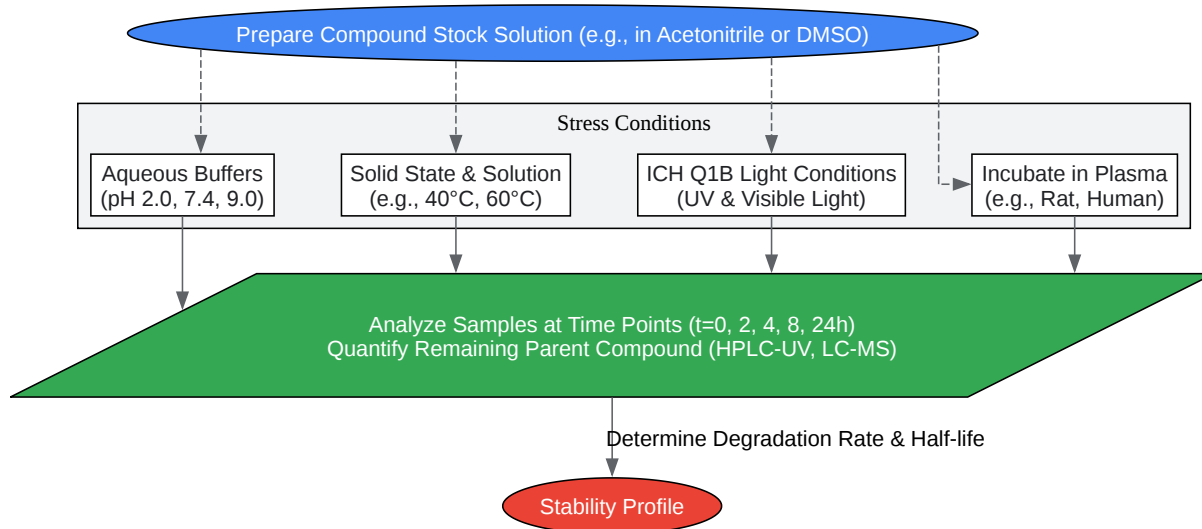 Prepare Compound Stock Solution (e.g., in Acetonitrile or DMSO)
Stress Conditions
Aqueous Buffers
(pH 2.0, 7.4, 9.0)
Solid State & Solution
(e.g., 40°C, 60°C)
ICH Q1B Light Conditions
(UV & Visible Light)
Incubate in Plasma
(e.g., Rat, Human)
Analyze Samples at Time Points (t=0, 2, 4, 8, 24h)
Quantify Remaining Parent Compound (HPLC-UV, LC-MS)
Determine Degradation Rate & Half-life
Stability Profile